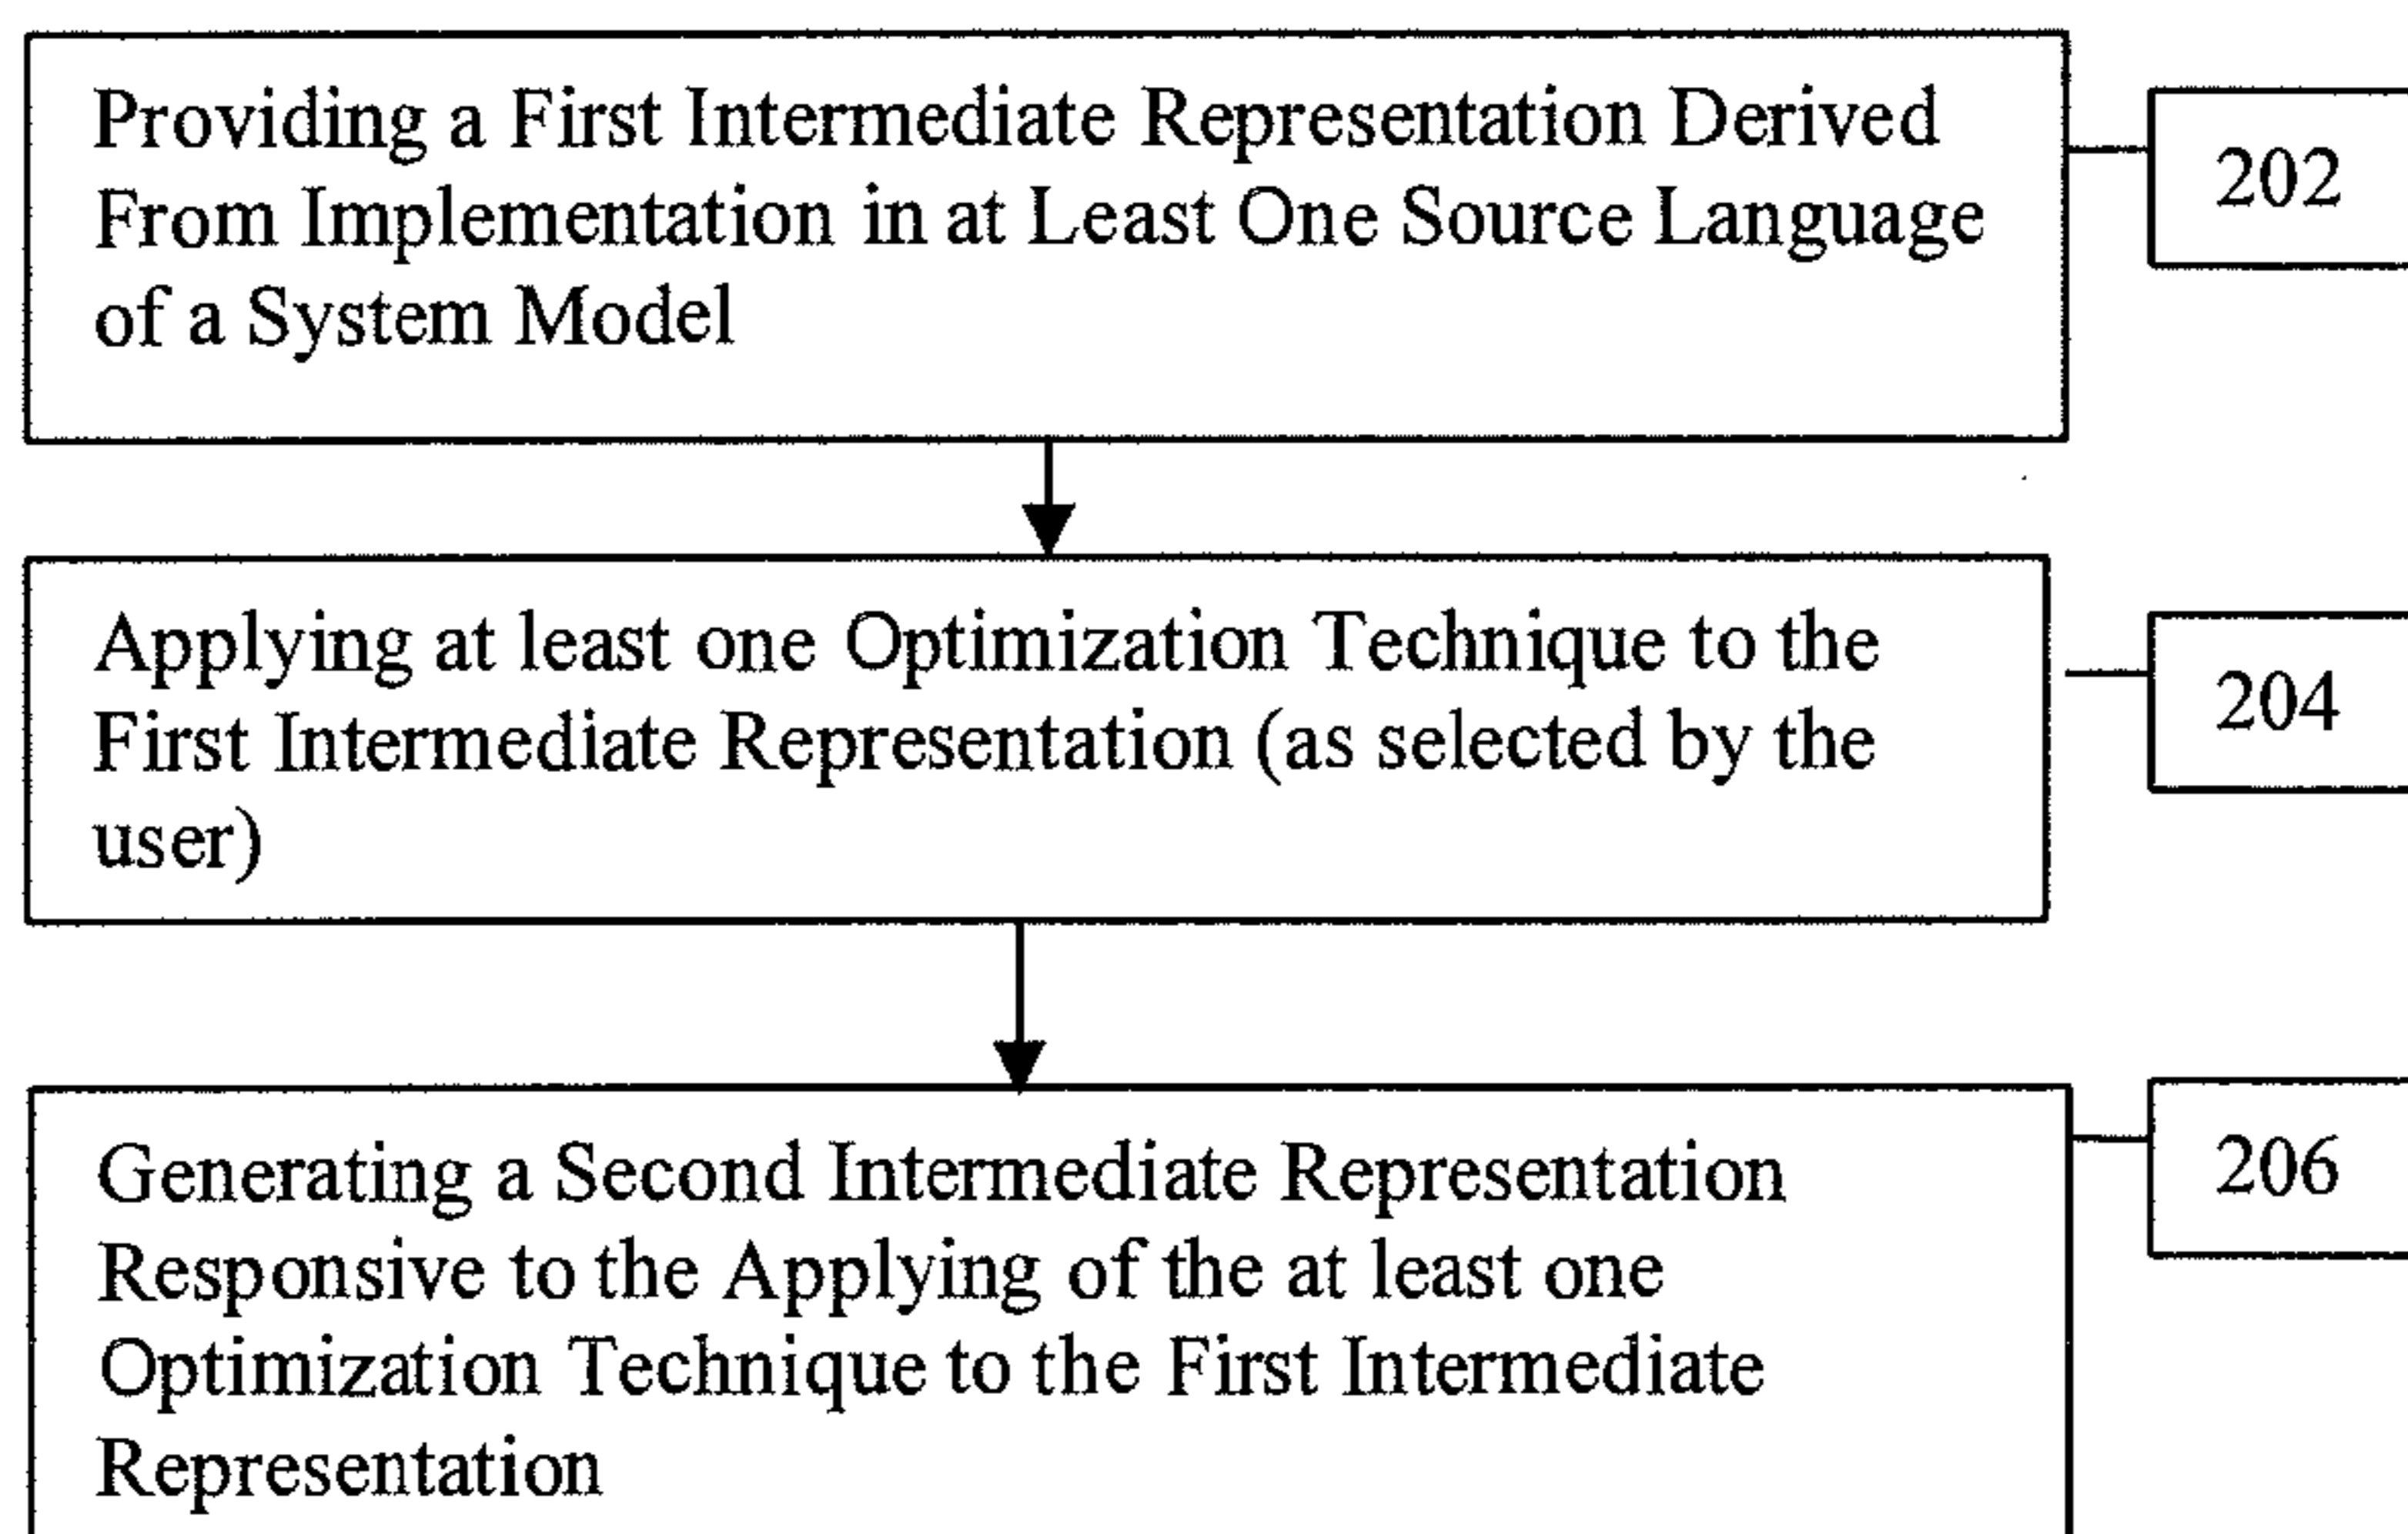 Providing a First Intermediate Representation Derived
From Implementation in at Least One Source Language
of a System Model
202
Applying at least one Optimization Technique to the
First Intermediate Representation (as selected by the
user)
204
Generating a Second Intermediate Representation
Responsive to the Applying of the at least one
Optimization Technique to the First Intermediate
Representation
206